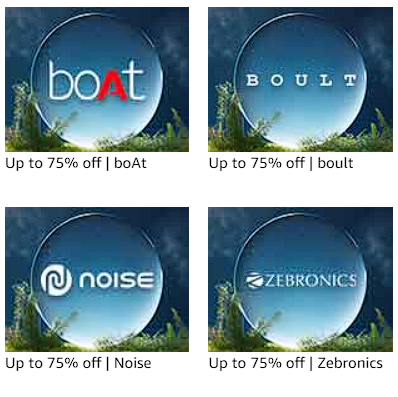 boAt
BOULT
Up to 75% off | boAt
Up to 75% off | boult
NOISE
ZEBRONICS
Up to 75% off | Noise
Up to 75% off | Zebronics